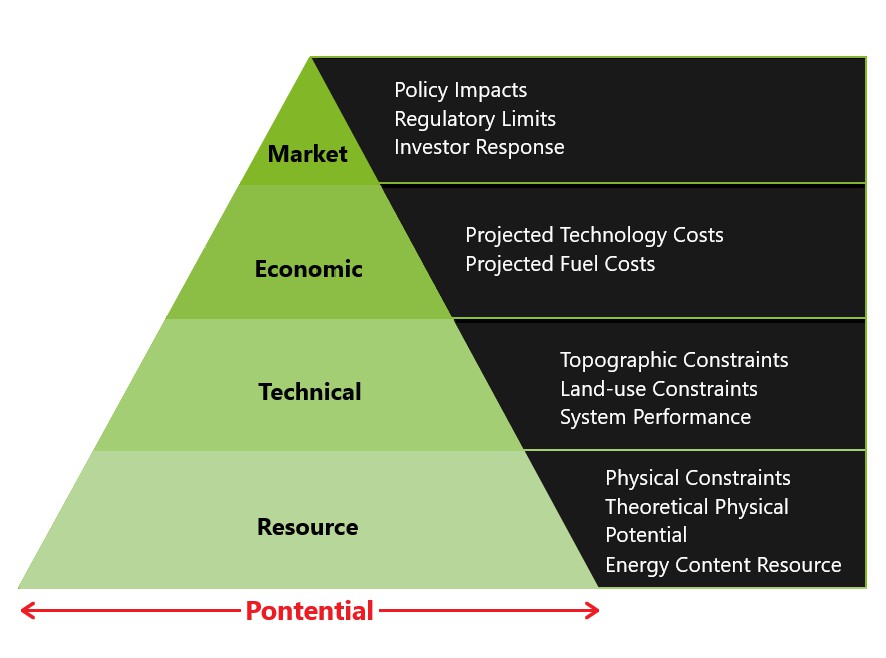 Market
Policy Impacts
Regulatory Limits
Investor Response
Economic
Projected Technology Costs
Projected Fuel Costs
Technical
Topographic Constraints
Land-use Constraints
System Performance
Resource
Physical Constraints
Theoretical Physical
Potential
Energy Content Resource
Pontential